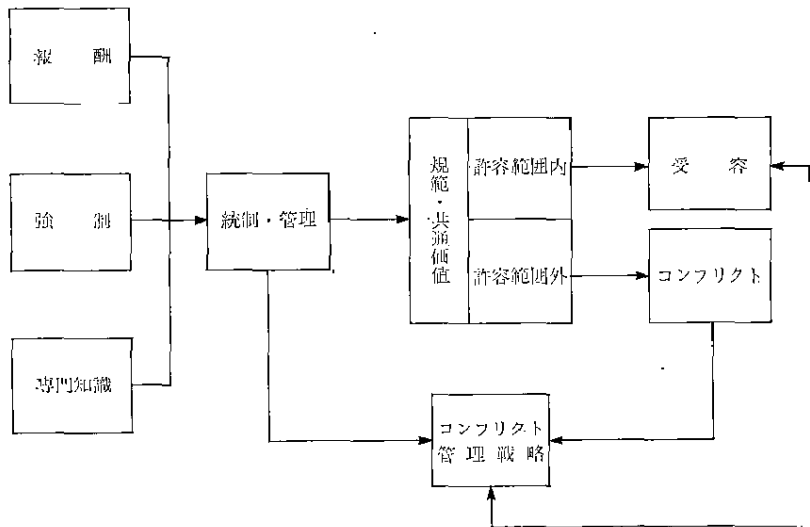 報酬
強制
専門知識
統制・管理
規範・共通価値
許容範囲内
許容範囲外
受容
コンフリクト
コンフリクト
管理戦略